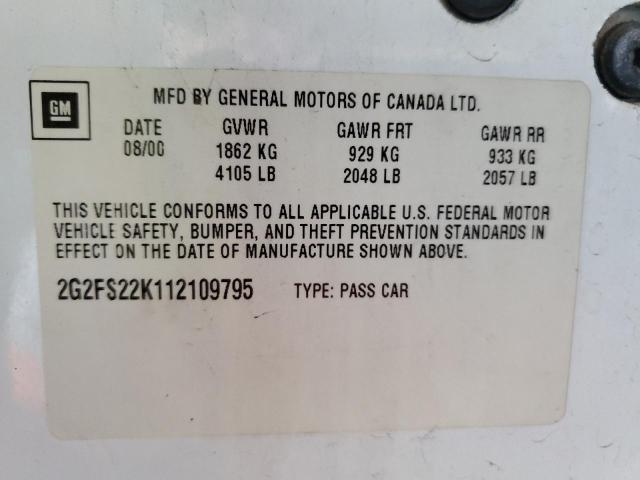 GM
MFD BY GENERAL MOTORS OF CANADA LTD.
DATE GVWR GAWR FRT GAWR RR
08/00 1862 KG 929 KG 933 KG
4105 LB 2048 LB 2057 LB
THIS VEHICLE CONFORMS TO ALL APPLICABLE U.S. FEDERAL MOTOR
VEHICLE SAFETY, BUMPER, AND THEFT PREVENTION STANDARDS IN
EFFECT ON THE DATE OF MANUFACTURE SHOWN ABOVE.
2G2FS22K112109795 TYPE: PASS CAR